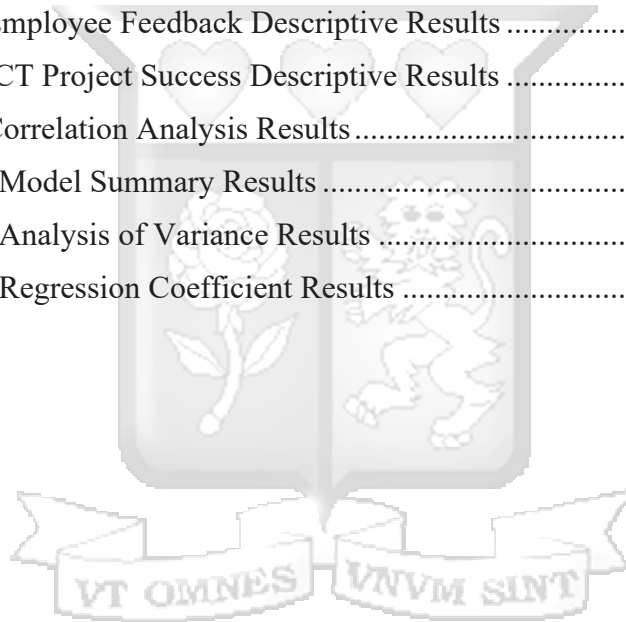 mployee Feedback Descriptive Results ...............
CT Project Success Descriptive Results ...............
Correlation Analysis Results ...................................
Model Summary Results ......................................
Analysis of Variance Results ...............................
Regression Coefficient Results ............................
VT OMNES VNVM SINT